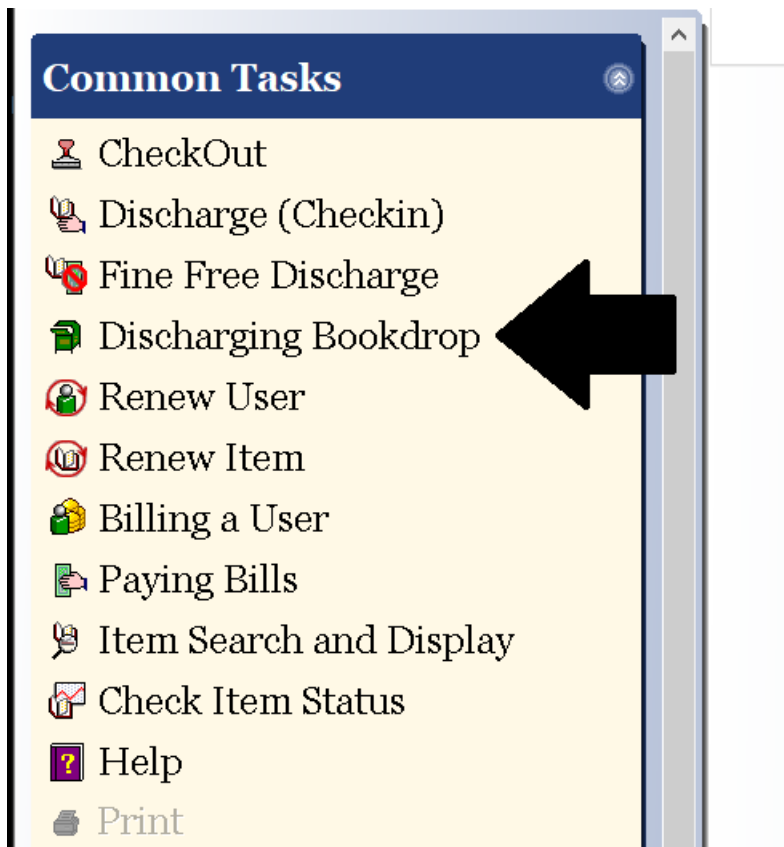 Common Tasks
CheckOut
Discharge (Checkin)
Fine Free Discharge
Discharging Bookdrop
Renew User
Renew Item
Billing a User
Paying Bills
Item Search and Display
Check Item Status
? Help
Print